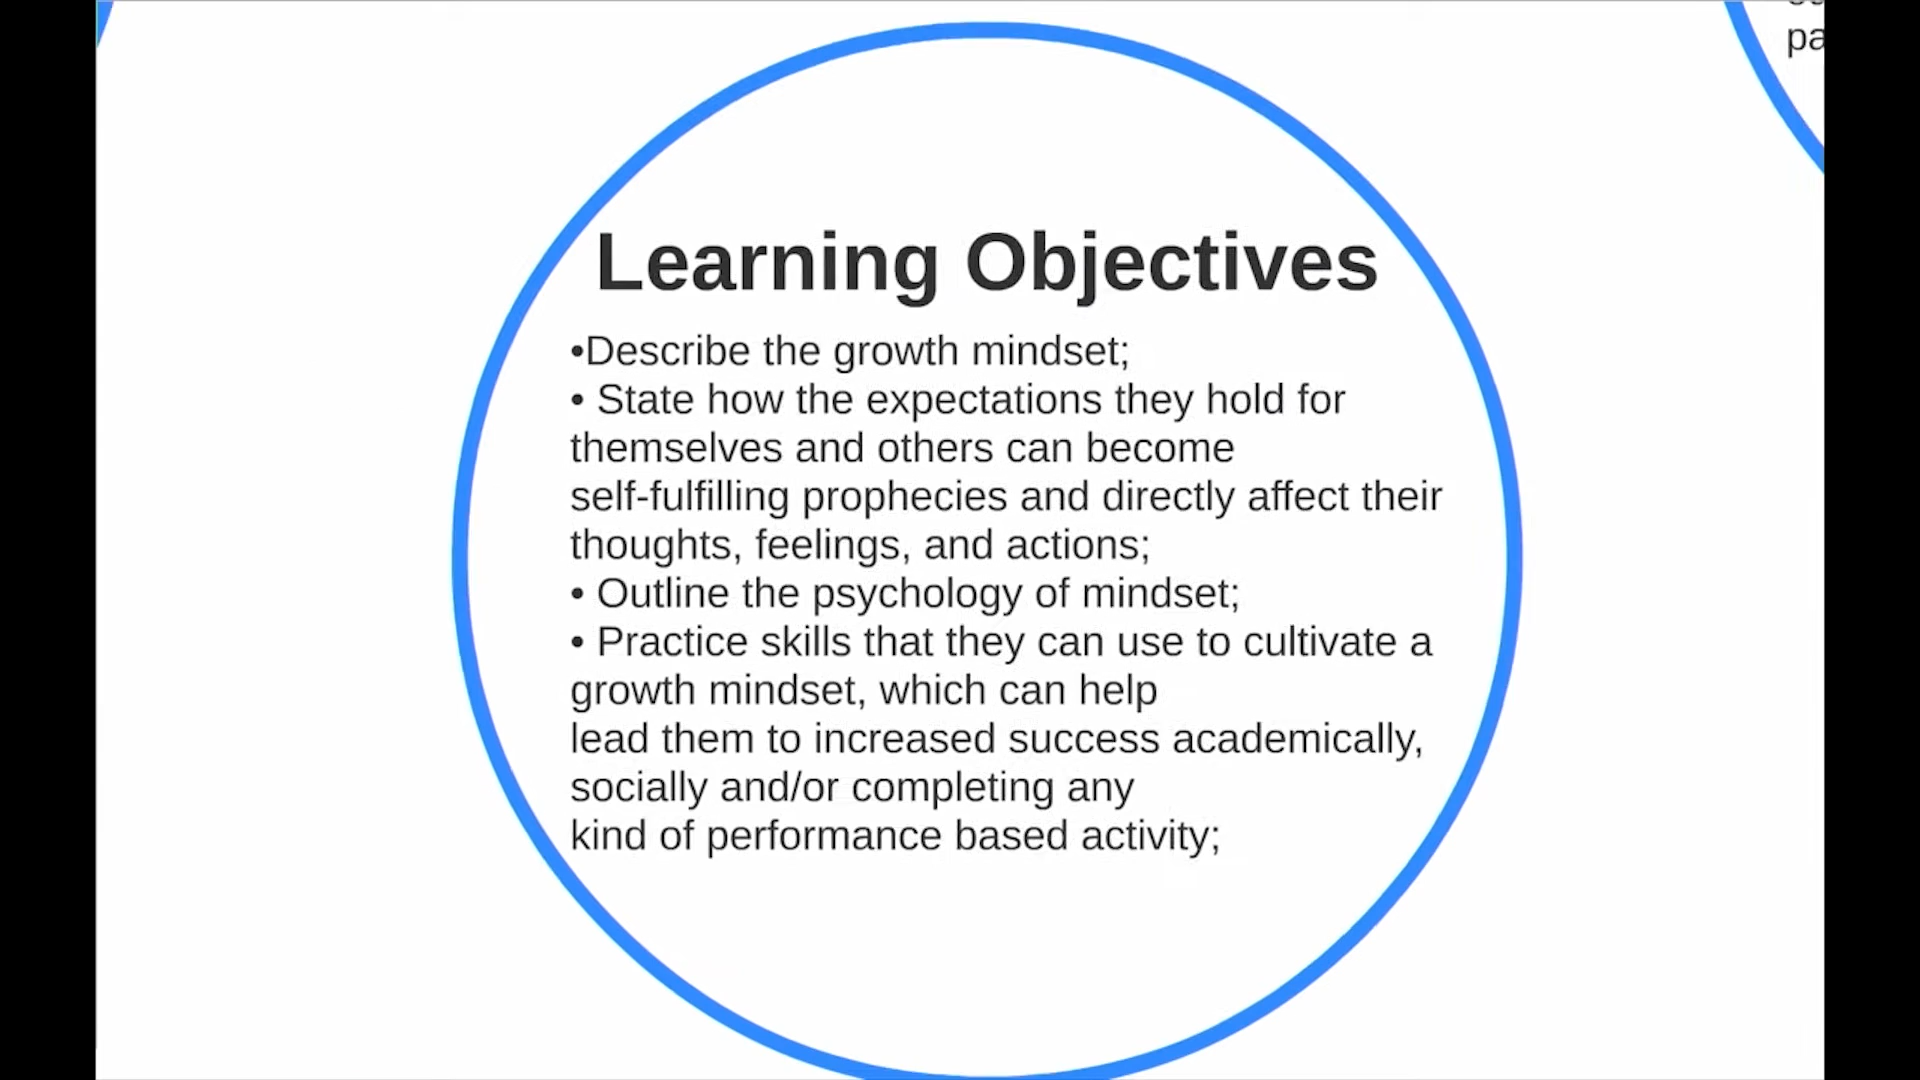 pa
Learning Objectives
•Describe the growth mindset;
• State how the expectations they hold for
themselves and others can become
self-fulfilling prophecies and directly affect their
thoughts, feelings, and actions;
• Outline the psychology of mindset;
• Practice skills that they can use to cultivate a
growth mindset, which can help
lead them to increased success academically,
socially and/or completing any
kind of performance based activity;